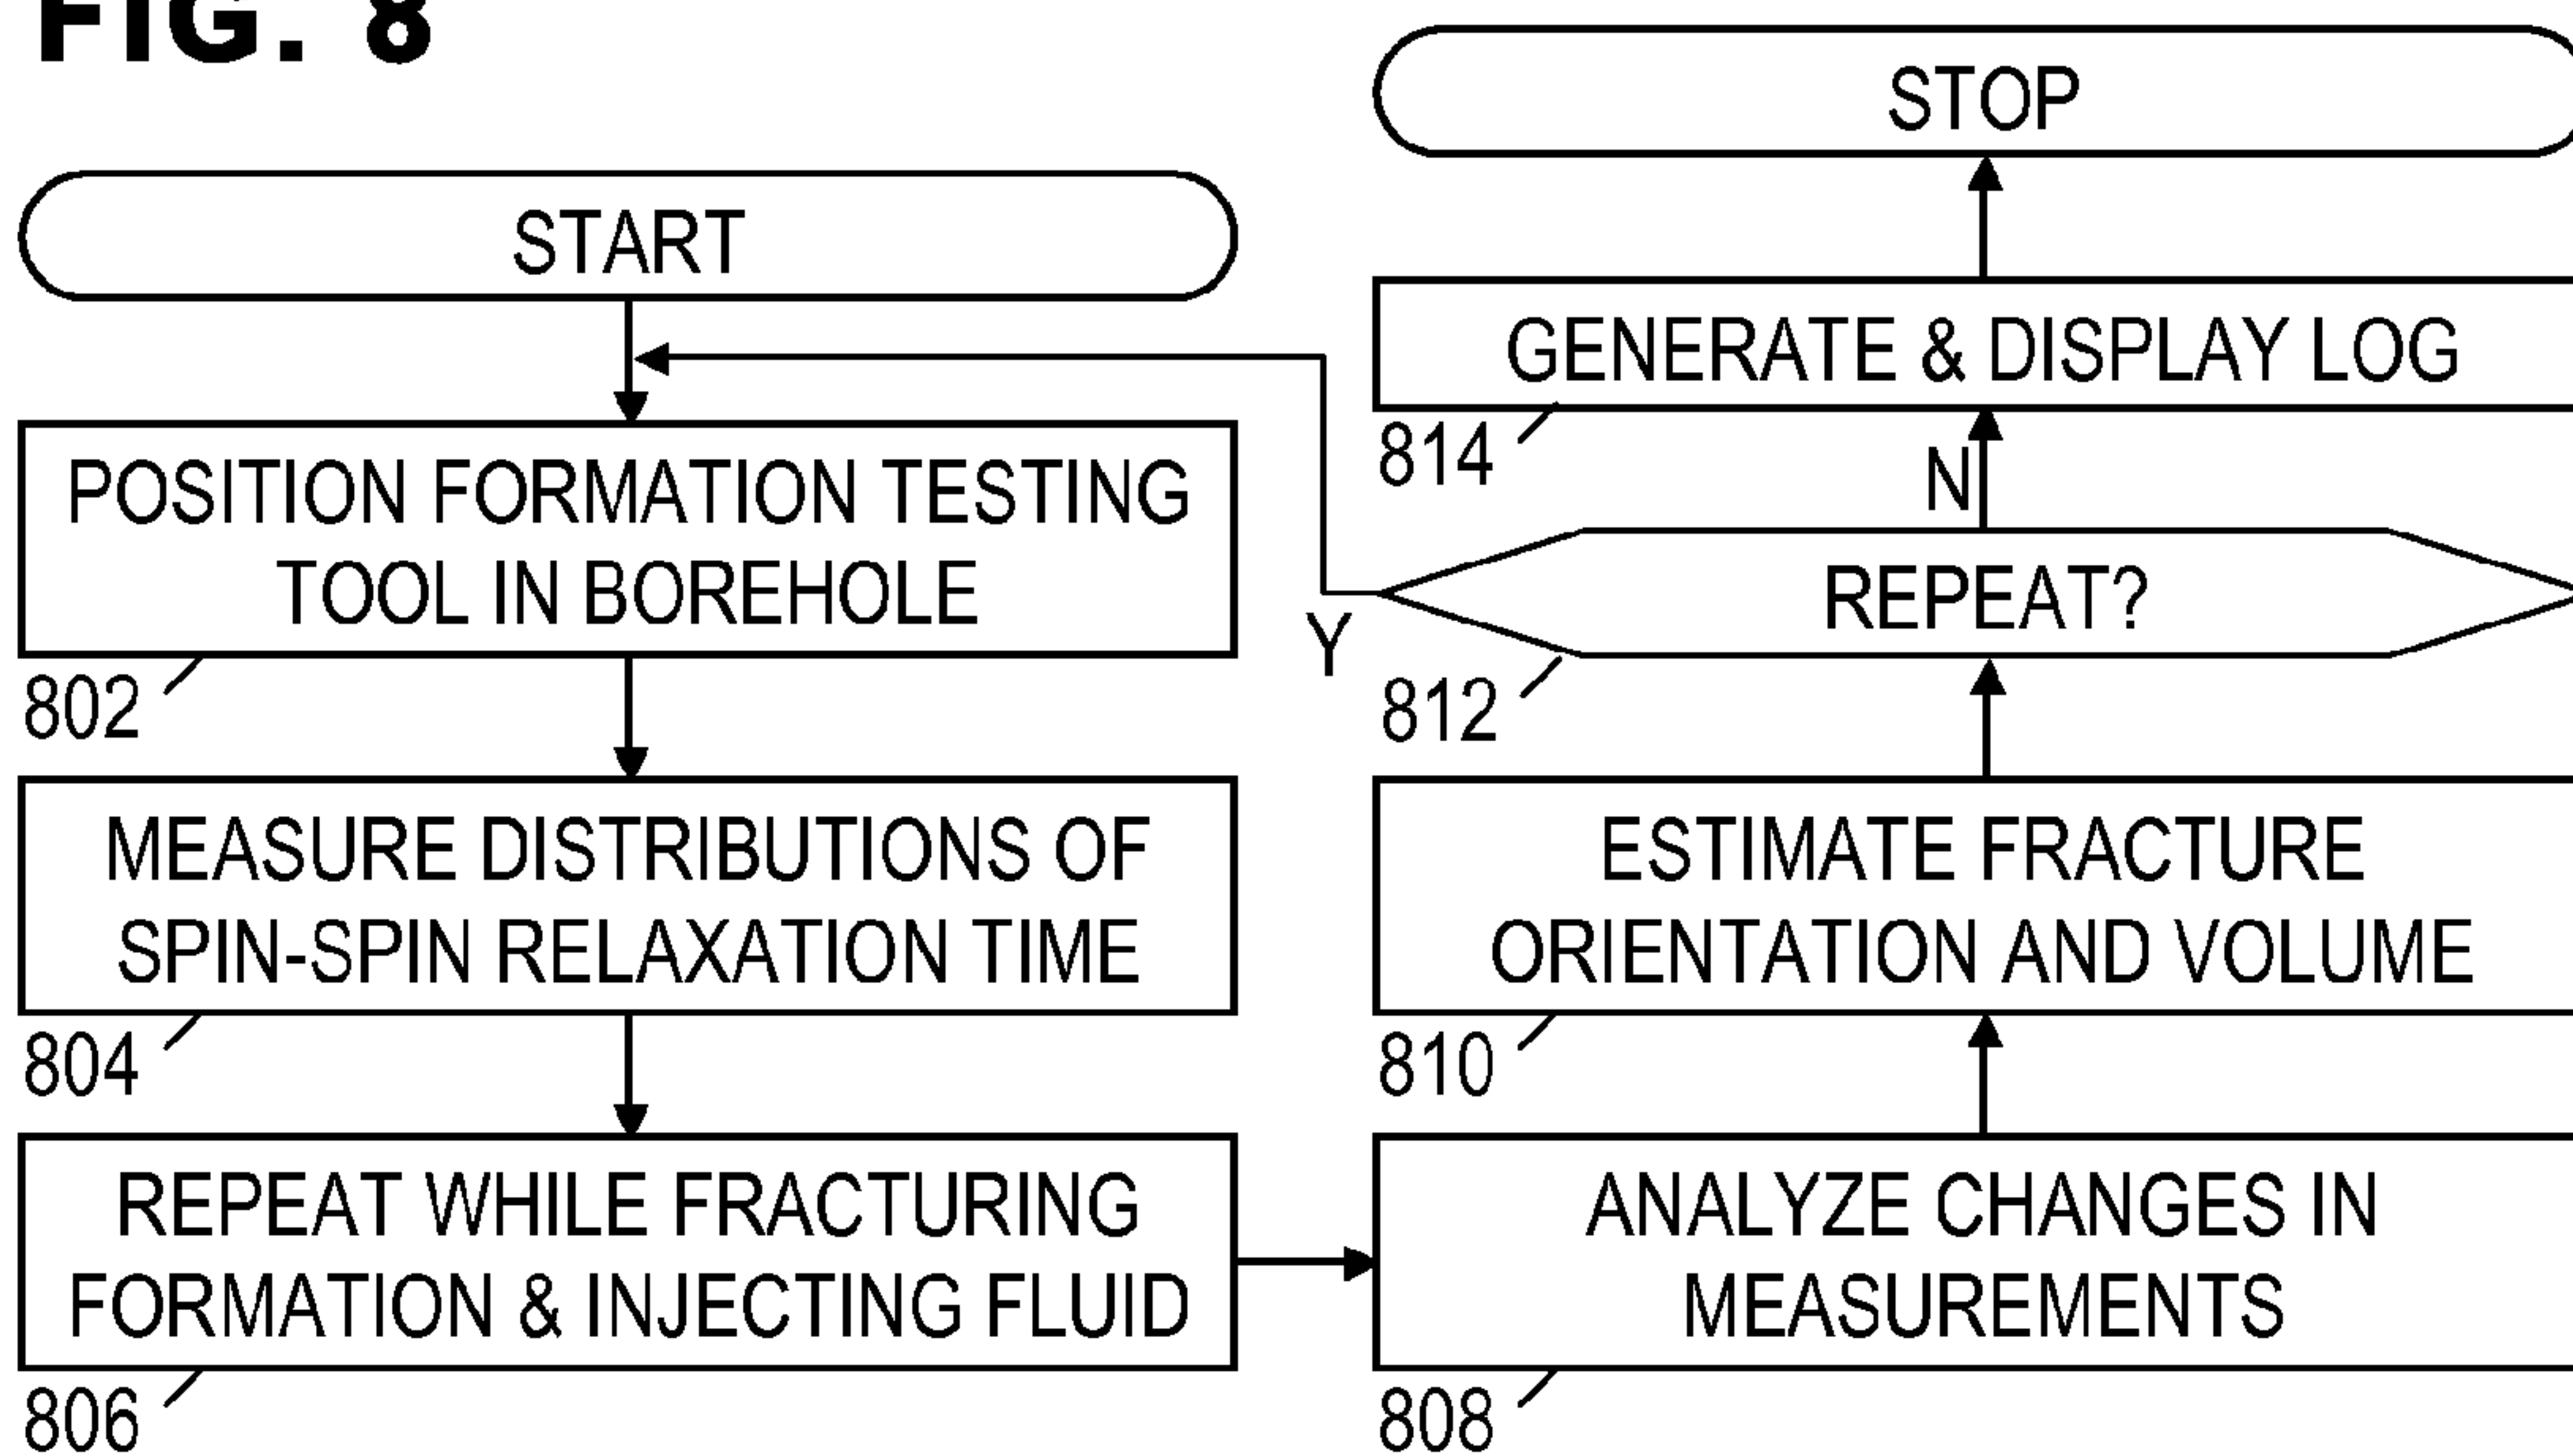 FIG. 8
START
POSITION FORMATION TESTING
TOOL IN BOREHOLE
802
MEASURE DISTRIBUTIONS OF
SPIN-SPIN RELAXATION TIME
804
REPEAT WHILE FRACTURING
FORMATION & INJECTING FLUID
806
STOP
GENERATE & DISPLAY LOG
814
N
REPEAT?
Y
812
ESTIMATE FRACTURE
ORIENTATION AND VOLUME
810
ANALYZE CHANGES IN
MEASUREMENTS
808